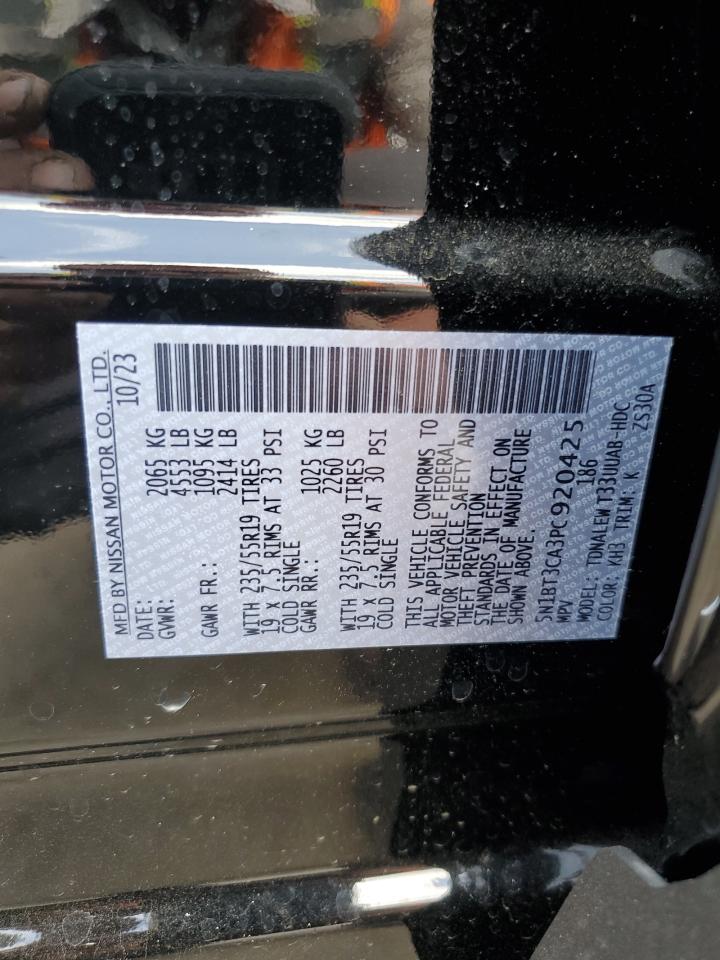 MFD BY NISSAN MOTOR CO., LTD.
DATE: 10/23
GVWR: 2065 KG
4553 LB
GAWR FR.: 1095 KG
2414 LB
WITH 235/55R19 TIRES
19 x 7.5 RIMS AT 33 PSI
COLD SINGLE
GAWR RR.: 1025 KG
2260 LB
WITH 235/55R19 TIRES
19 x 7.5 RIMS AT 30 PSI
COLD SINGLE
THIS VEHICLE CONFORMS TO
ALL APPLICABLE FEDERAL
MOTOR VEHICLE SAFETY AND
THEFT PREVENTION
STANDARDS IN EFFECT ON
THE DATE OF MANUFACTURE
SHOWN ABOVE.
5N1BT3CA3PC920425
MPV 186
MODEL: TDNALEW T33UUAB-HDC
COLOR: KH3 TRIM: K ZS30A